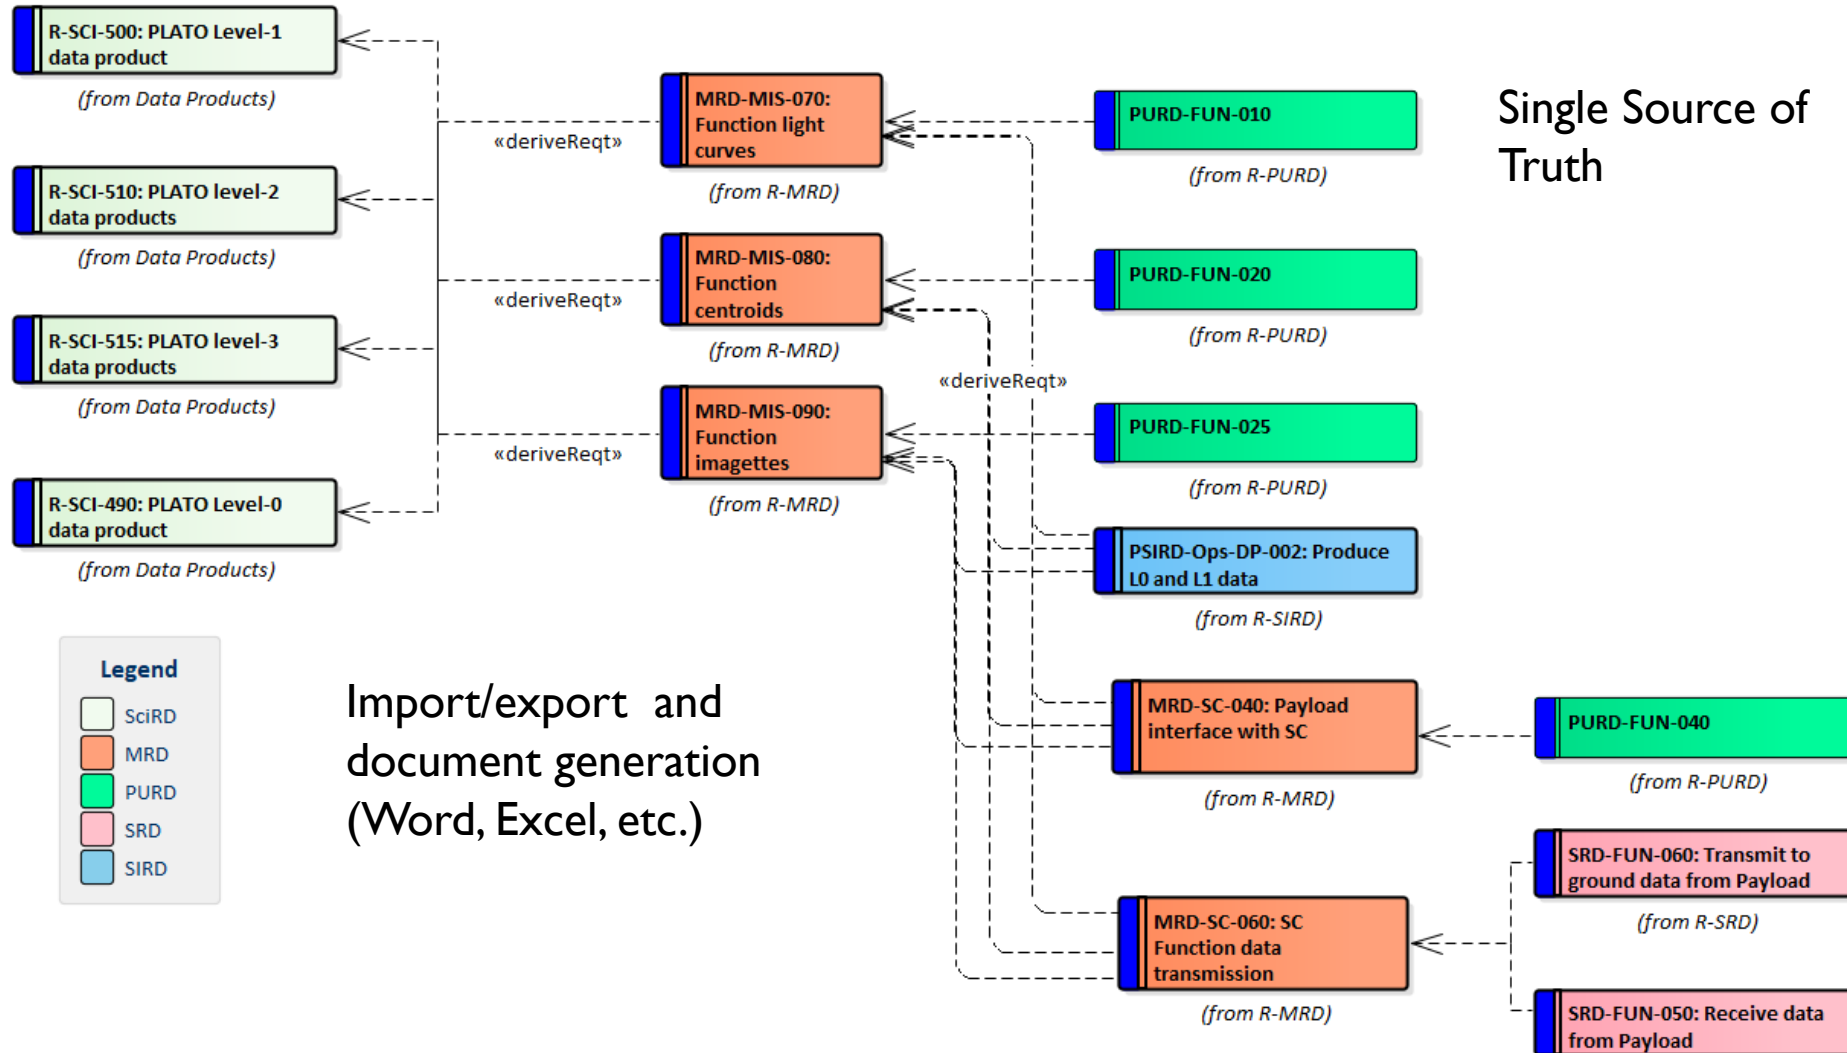 R-SCI-500: PLATO Level-1
data product
(from Data Products)
R-SCI-510: PLATO level-2
data products
(from Data Products)
R-SCI-515: PLATO level-3
data products
(from Data Products)
R-SCI-490: PLATO Level-0
data product
(from Data Products)
«deriveReqt»
«deriveReqt»
«deriveReqt»
MRD-MIS-070:
Function light
curves
(from R-MRD)
MRD-MIS-080:
Function
centroids
(from R-MRD)
MRD-MIS-090:
Function
imagettes
(from R-MRD)
«deriveReqt»
PURD-FUN-010
(from R-PURD)
PURD-FUN-020
(from R-PURD)
PURD-FUN-025
(from R-PURD)
PSIRD-Ops-DP-002: Produce
L0 and L1 data
(from R-SIRD)
MRD-SC-040: Payload
interface with SC
(from R-MRD)
MRD-SC-060: SC
Function data
transmission
(from R-MRD)
Single Source of
Truth
PURD-FUN-040
(from R-PURD)
SRD-FUN-060: Transmit to
ground data from Payload
(from R-SRD)
SRD-FUN-050: Receive data
from Payload
Legend
SciRD
MRD
PURD
SRD
SIRD
Import/export and
document generation
(Word, Excel, etc.)